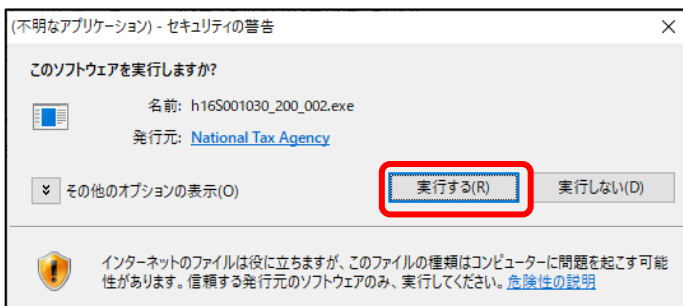 (不明なアプリケーション) - セキュリティの警告
このソフトウェアを実行しますか?
名前: h16S001030_200_002.exe
発行元: National Tax Agency
その他のオプションの表示(O)
実行する(R)
実行しない(D)
インターネットのファイルは役に立ちますが、このファイルの種類はコンピューターに問題を起こす可能
性があります。信頼する発行元のソフトウェアのみ、実行してください。危険性の説明